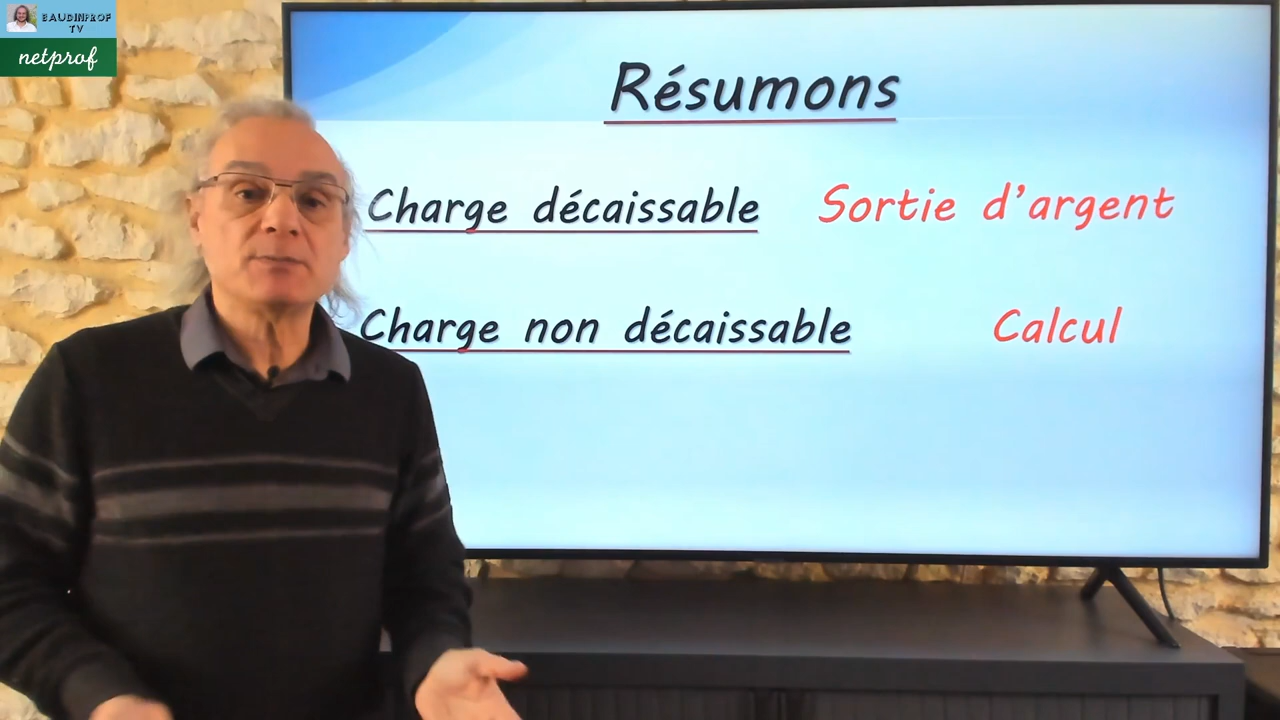 BAUDINPROF
TV
netprof
Résumons
Charge décaissable Sortie d'argent
Charge non décaissable Calcul